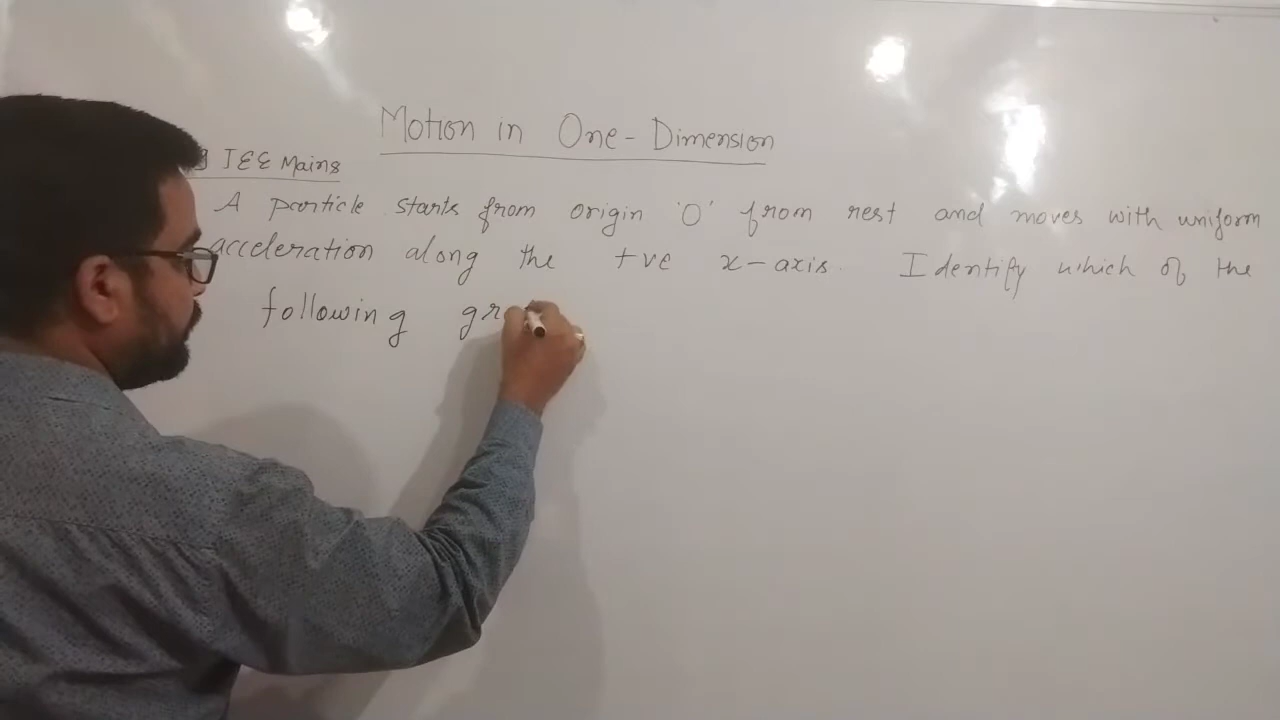 Motion in One-Dimension
JEE Mains
A particle starts from origin 'O' from rest and moves with uniform
acceleration along the +ve x-axis. Identify which of the
following gr